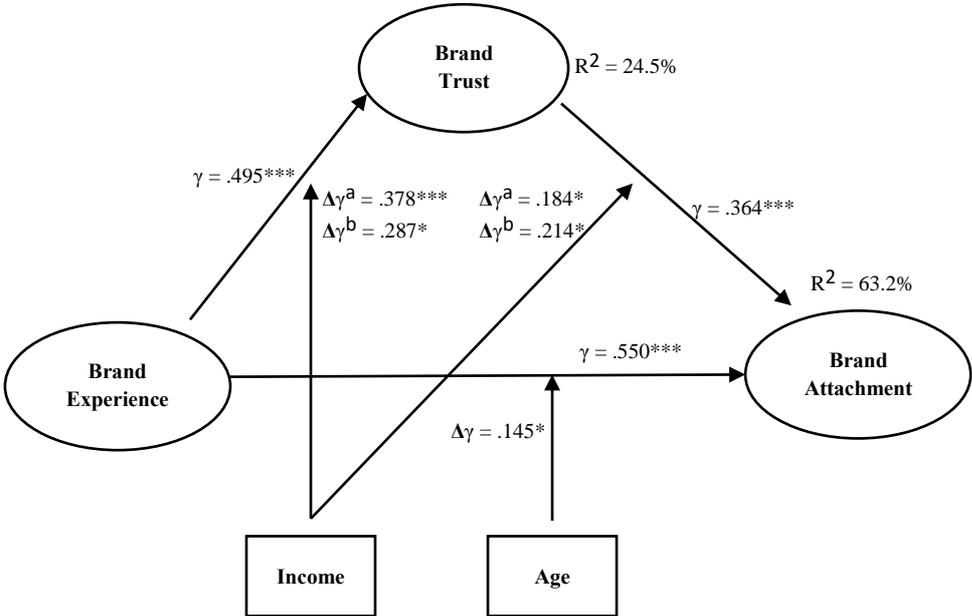 Brand
Trust
R² = 24.5%
γ = .495***
Δγᵃ = .378***
Δγᵇ = .287*
Δγᵃ = .184*
Δγᵇ = .214*
γ = .364***
R² = 63.2%
Brand
Experience
γ = .550***
Brand
Attachment
Δγ = .145*
Income
Age